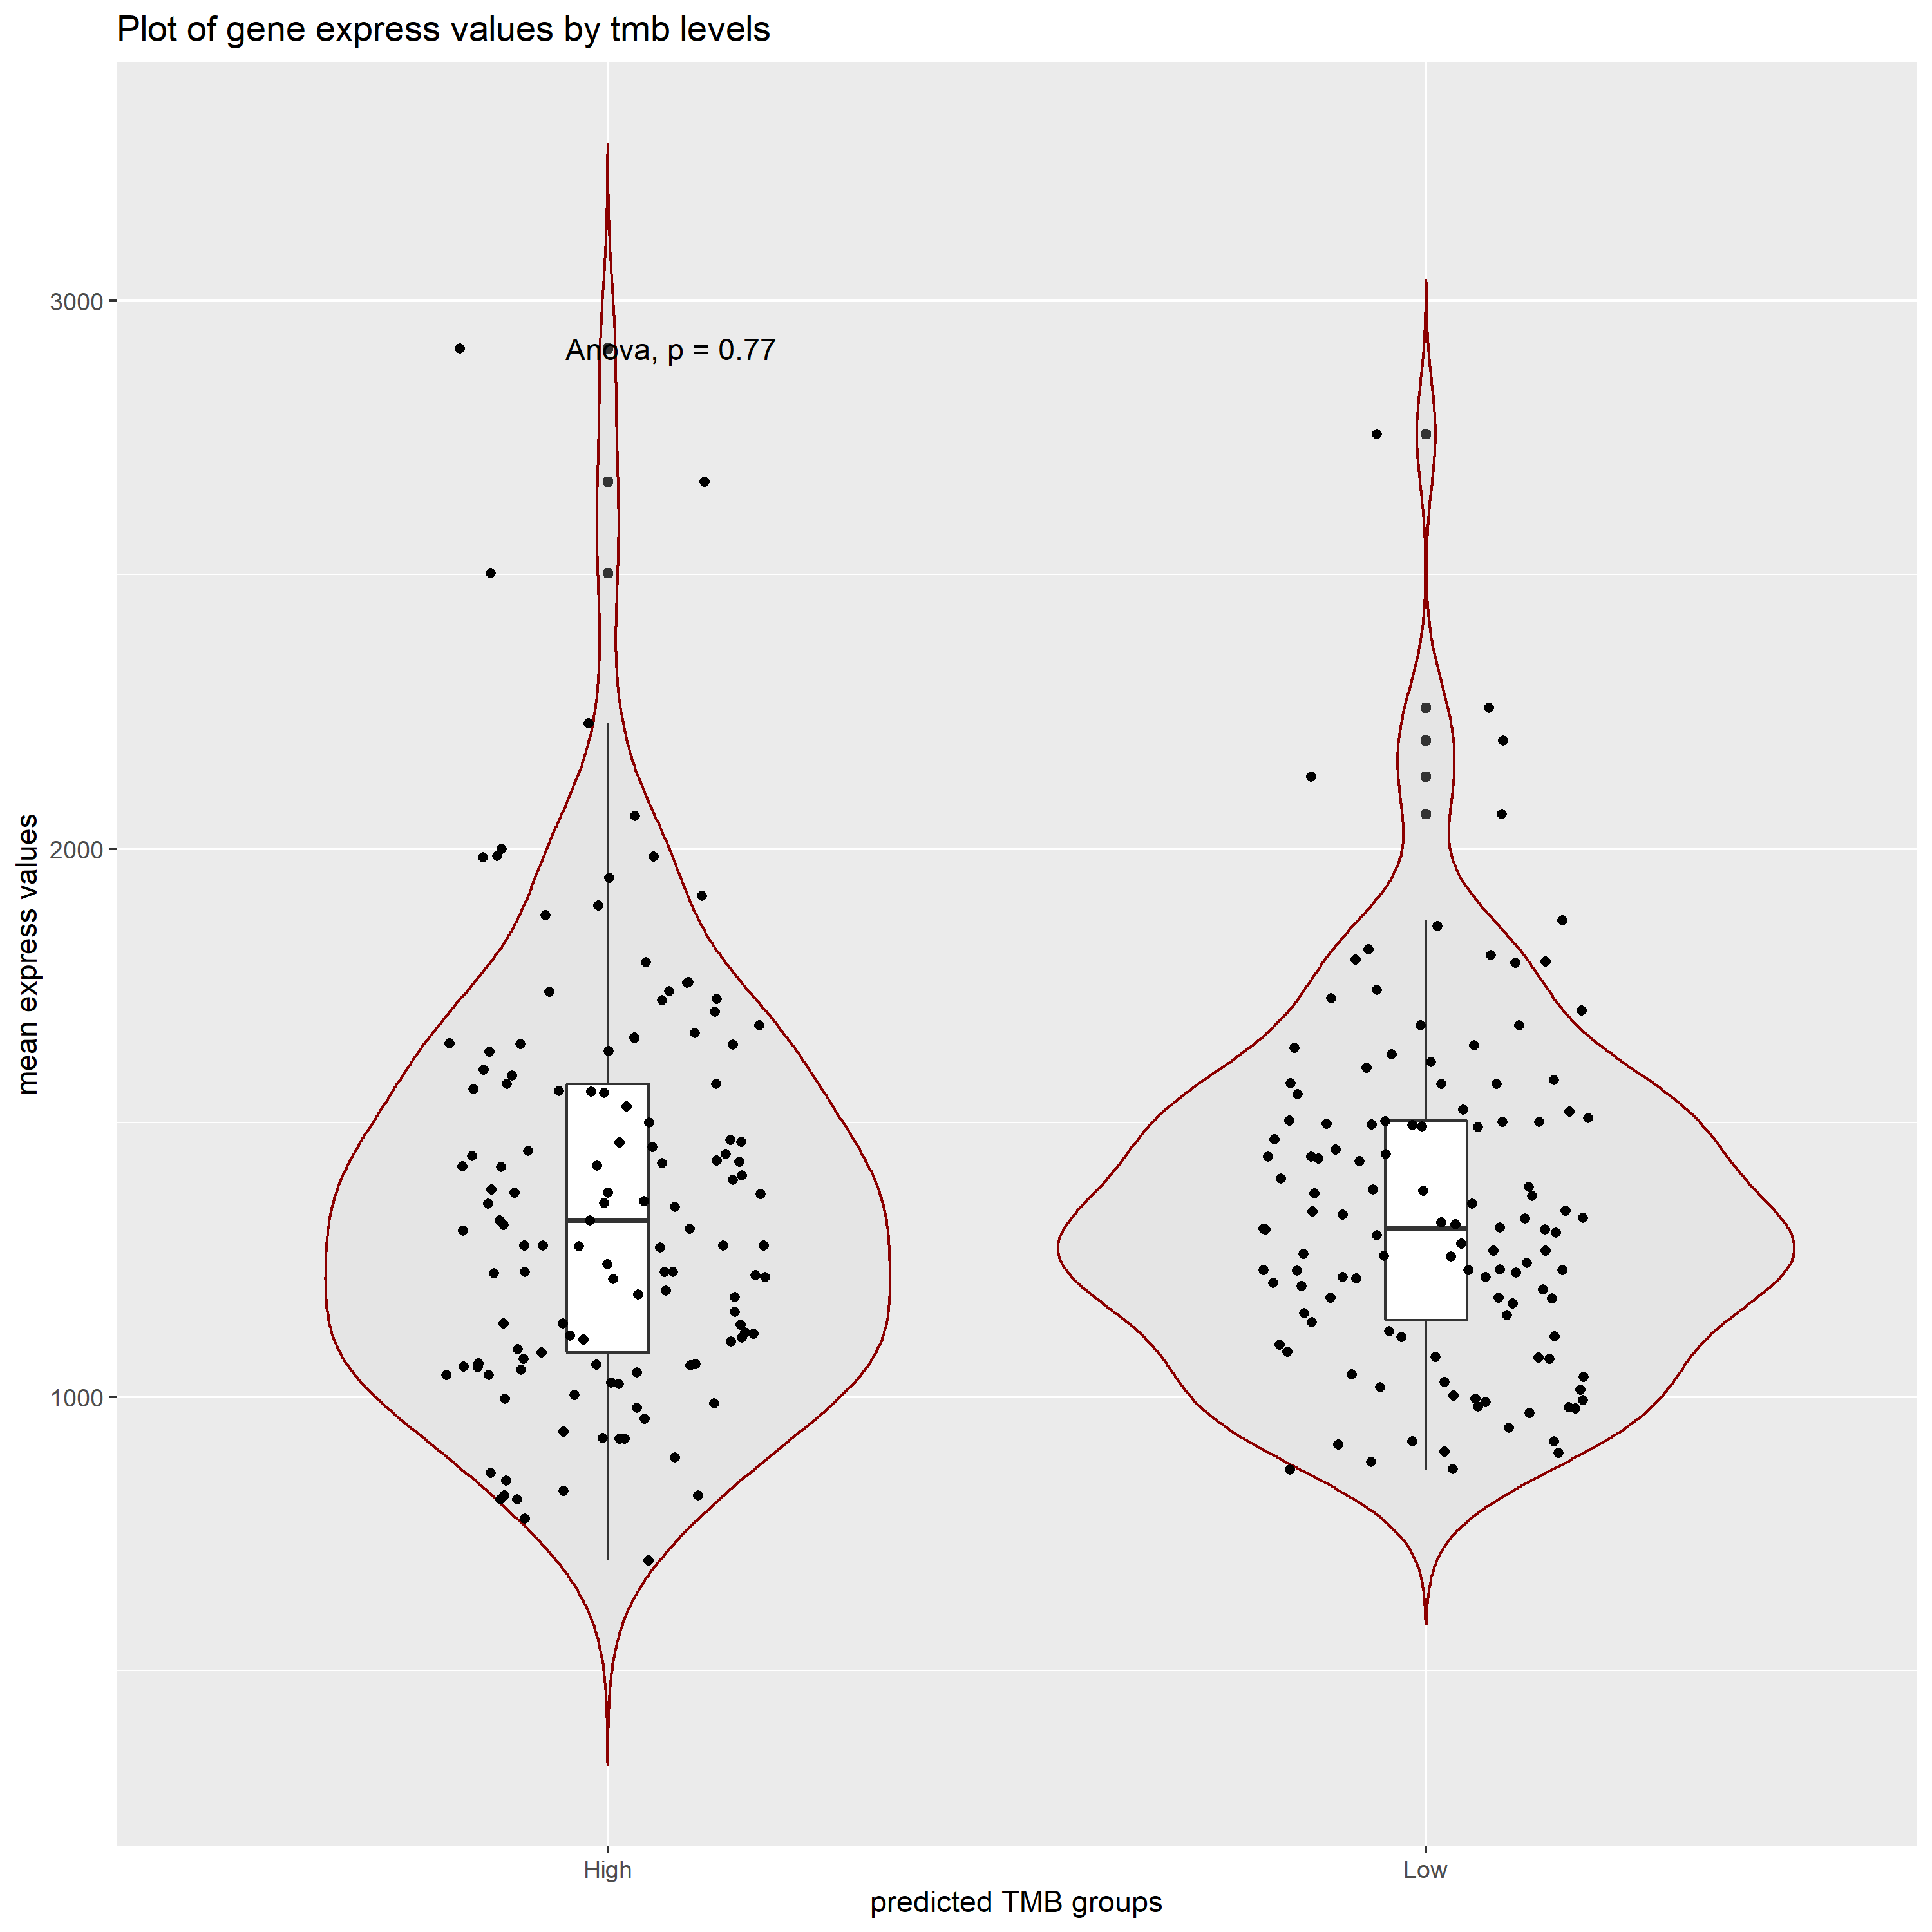 Plot of gene express values by tmb levels
3000
Anova, p = 0.77
2000
mean express values
1000
High
Low
predicted TMB groups